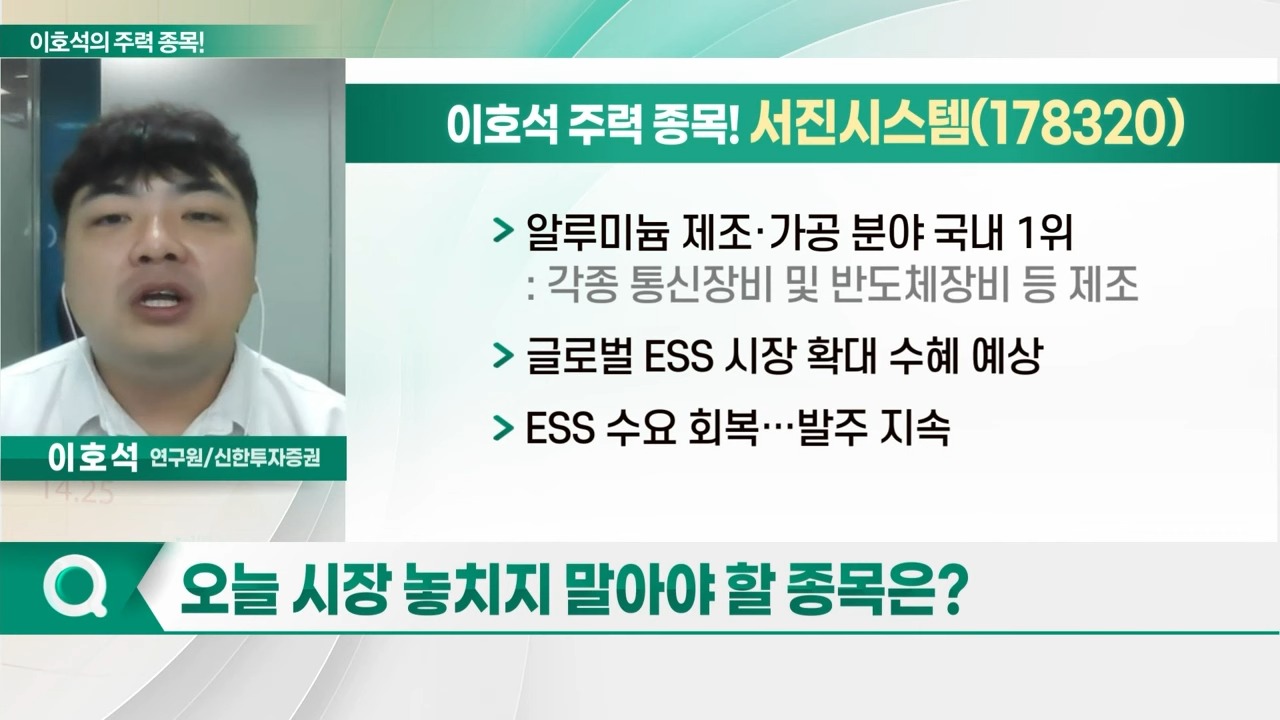 이호석의 주력 종목!
이호석 주력 종목! 서진시스템(178320)
> 알루미늄 제조·가공 분야 국내 1위
: 각종 통신장비 및 반도체장비 등 제조
> 글로벌 ESS 시장 확대 수혜 예상
> ESS 수요 회복…발주 지속
이호석 연구원/신한투자증권
14.25
Q 오늘 시장 놓치지 말아야 할 종목은?